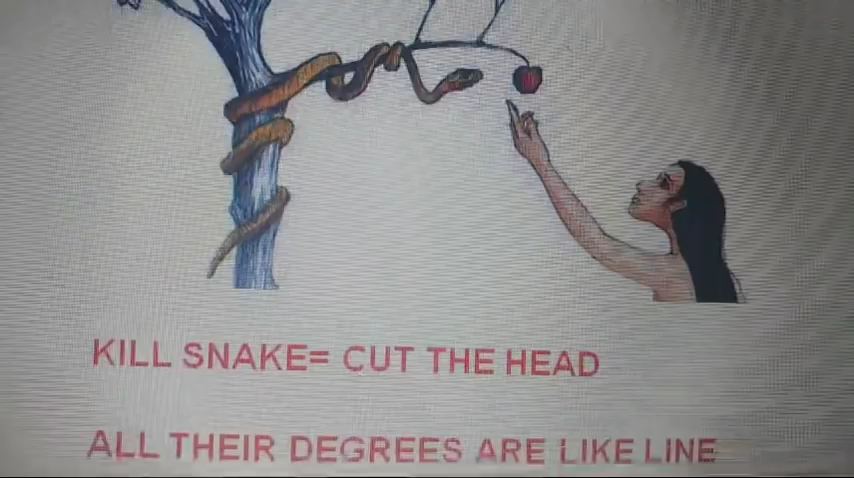 KILL SNAKE= CUT THE HEAD
ALL THEIR DEGREES ARE LIKE LINE